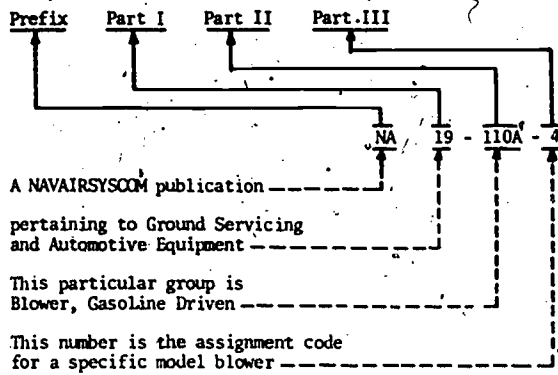 Prefix Part I Part II Part III
NA 19 - 110A - 4
A NAVAIRSYSCOM publication
pertaining to Ground Servicing
and Automotive Equipment
This particular group is
Blower, Gasoline Driven
This number is the assignment code
for a specific model blower